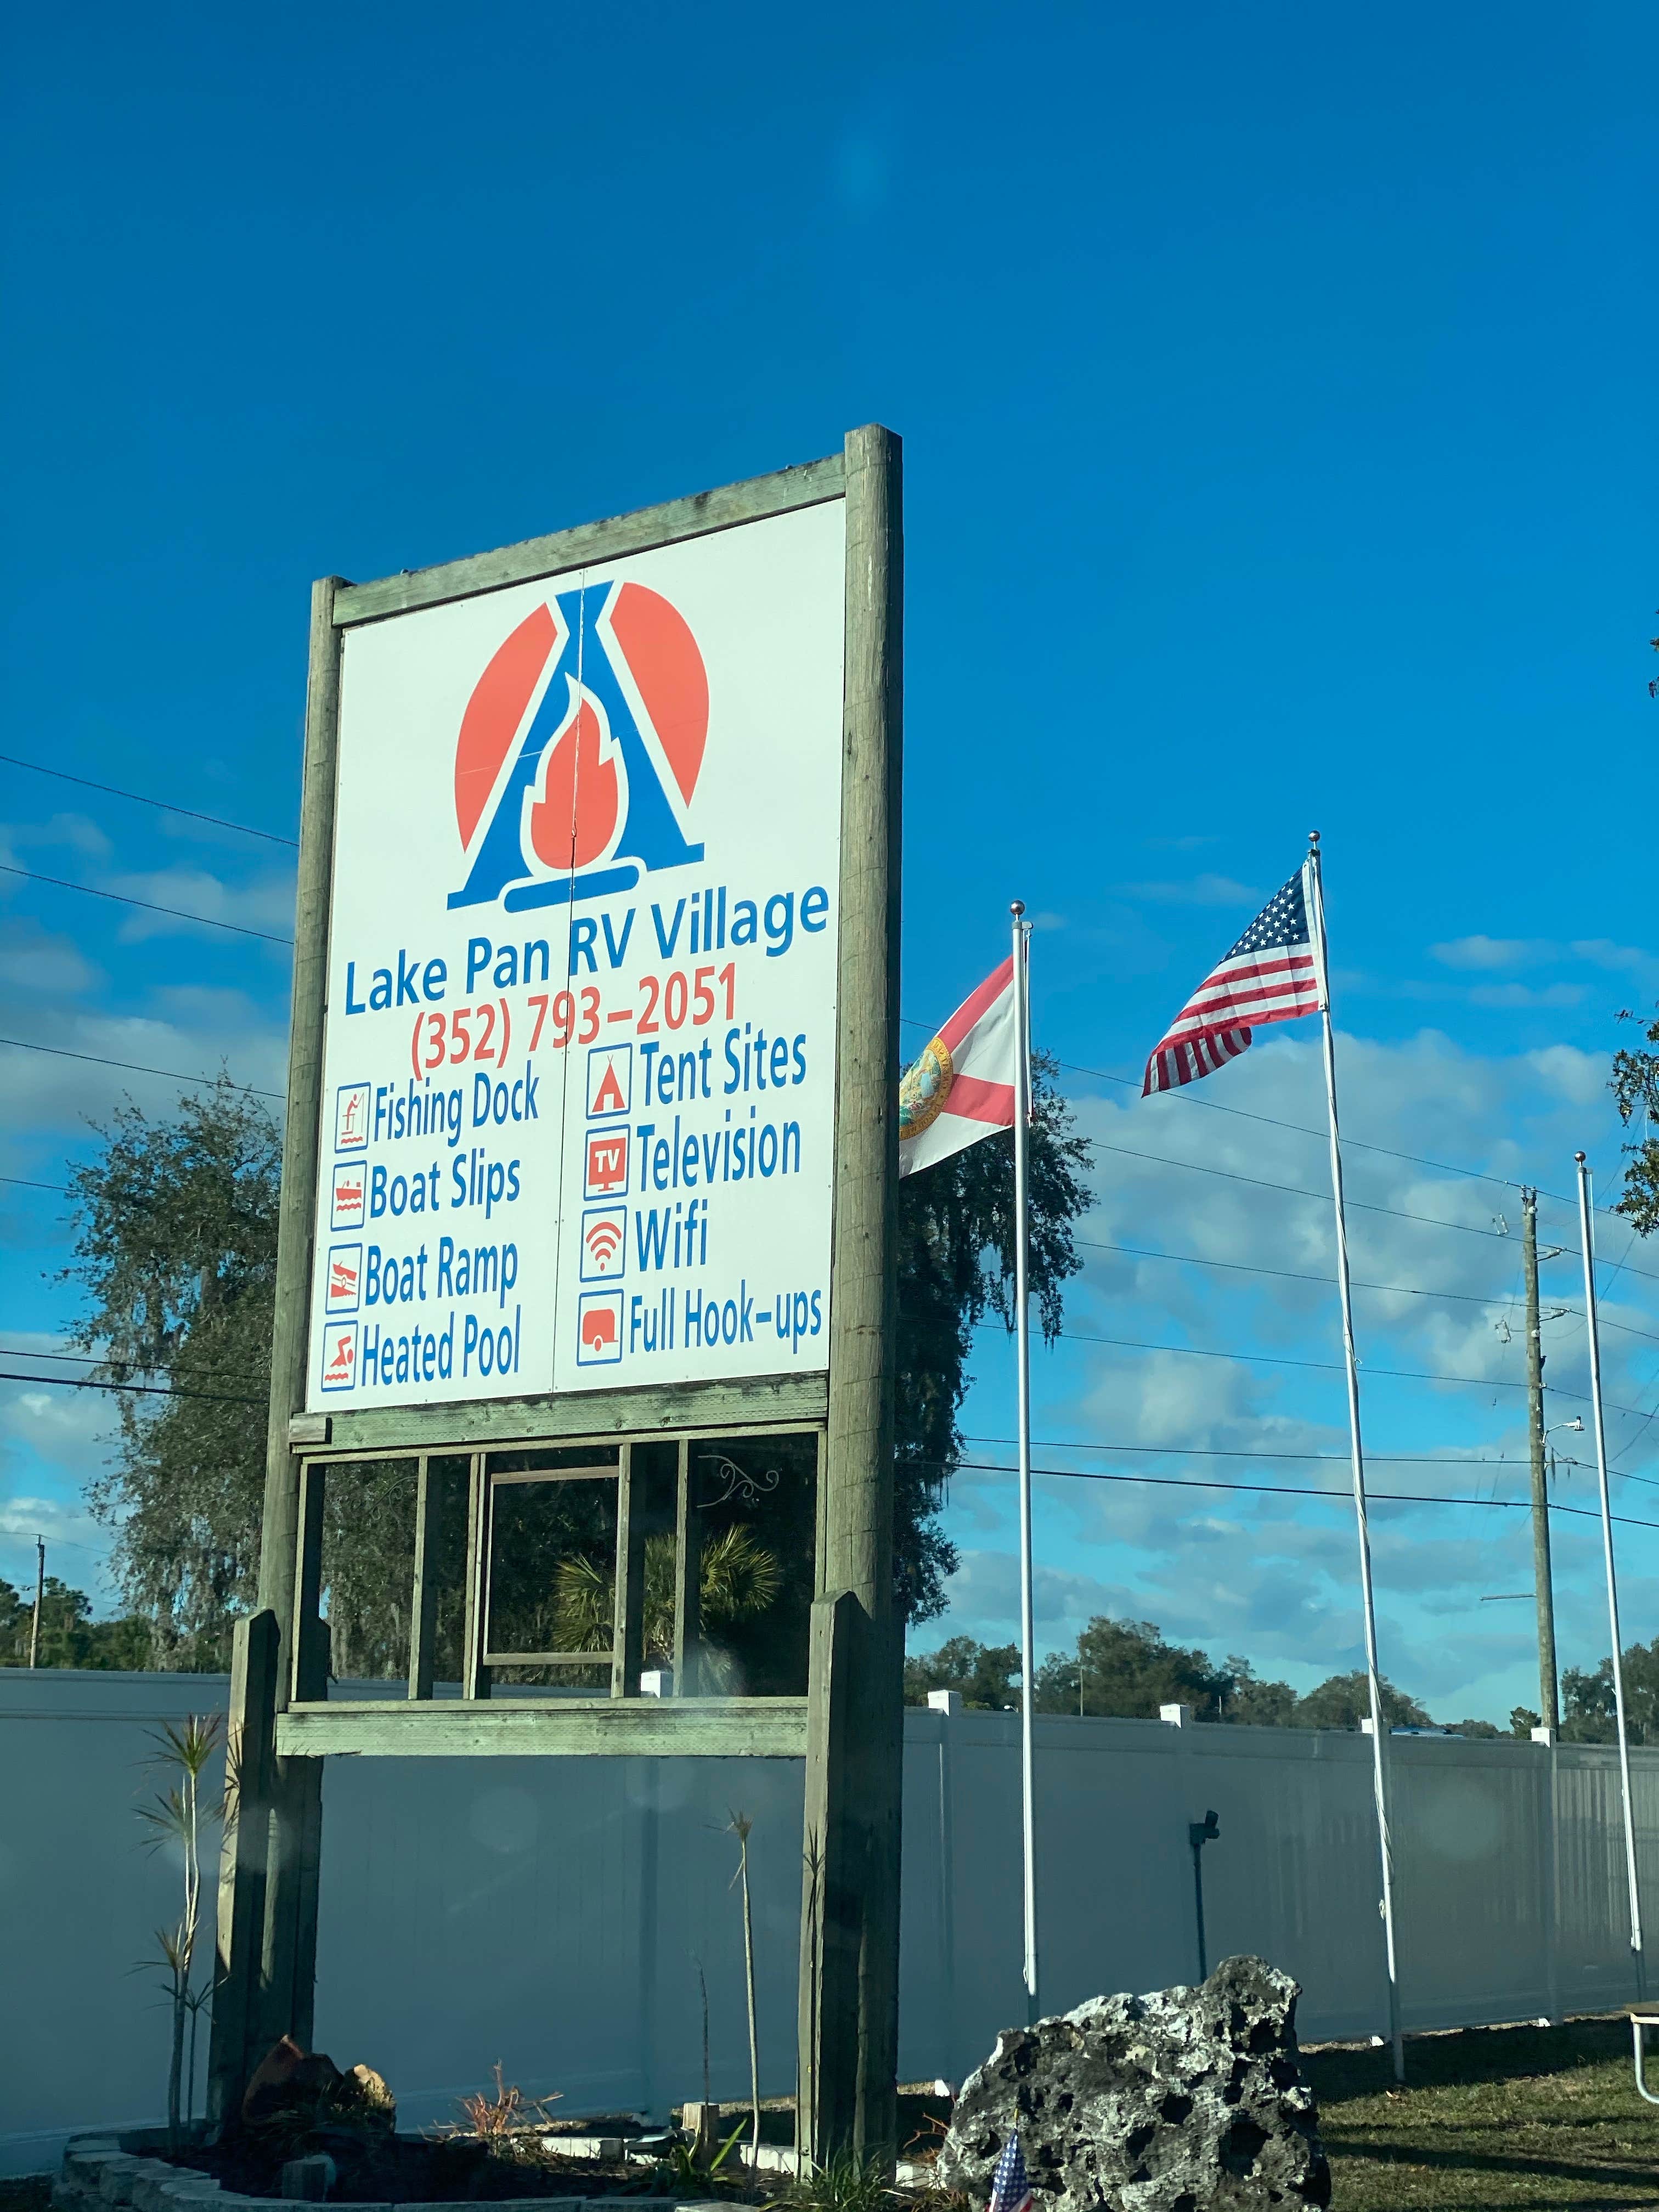 Lake Pan RV Village
(352) 793-2051
Fishing Dock
Boat Slips
Boat Ramp
Heated Pool
Tent Sites
TV Television
Wifi
Full Hook-ups